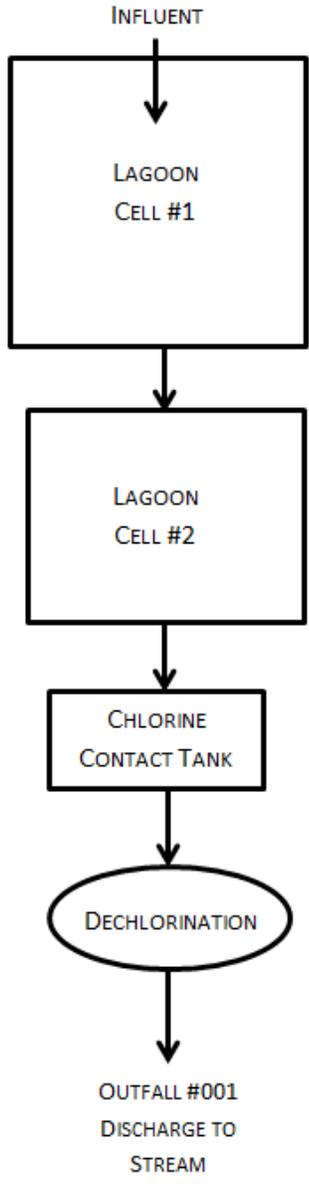 INFLUENT
LAGOON
CELL #1
LAGOON
CELL #2
CHLORINE
CONTACT TANK
DECHLORINATION
OUTFALL #001
DISCHARGE TO
STREAM